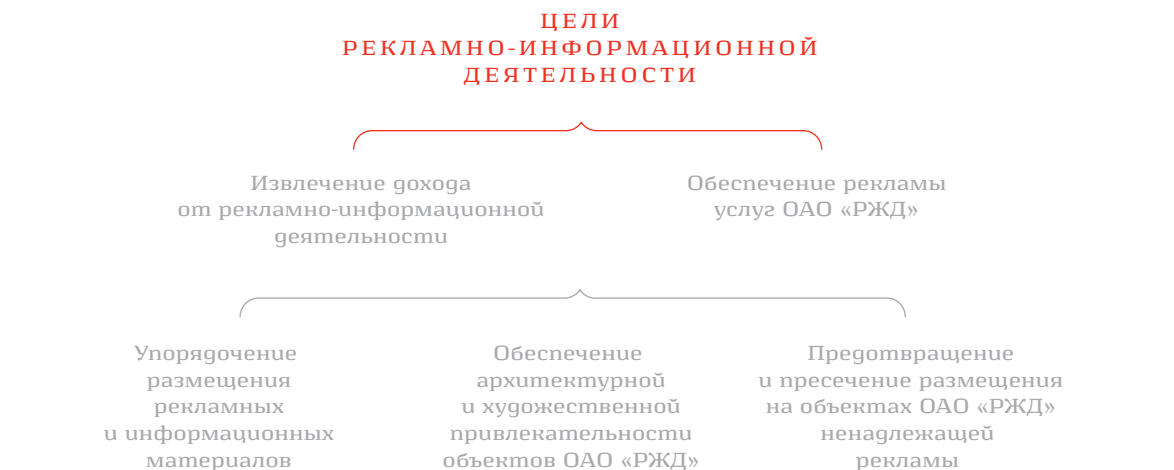 ЦЕЛИ
РЕКЛАМНО-ИНФОРМАЦИОННОЙ
ДЕЯТЕЛЬНОСТИ
Извлечение дохода
от рекламно-информационной
деятельности
Обеспечение рекламы
услуг ОАО «РЖД»
Упорядочение
размещения
рекламных
и информационных
материалов
Обеспечение
архитектурной
и художественной
привлекательности
объектов ОАО «РЖД»
Предотвращение
и пресечение размещения
на объектах ОАО «РЖД»
ненадлежащей
рекламы